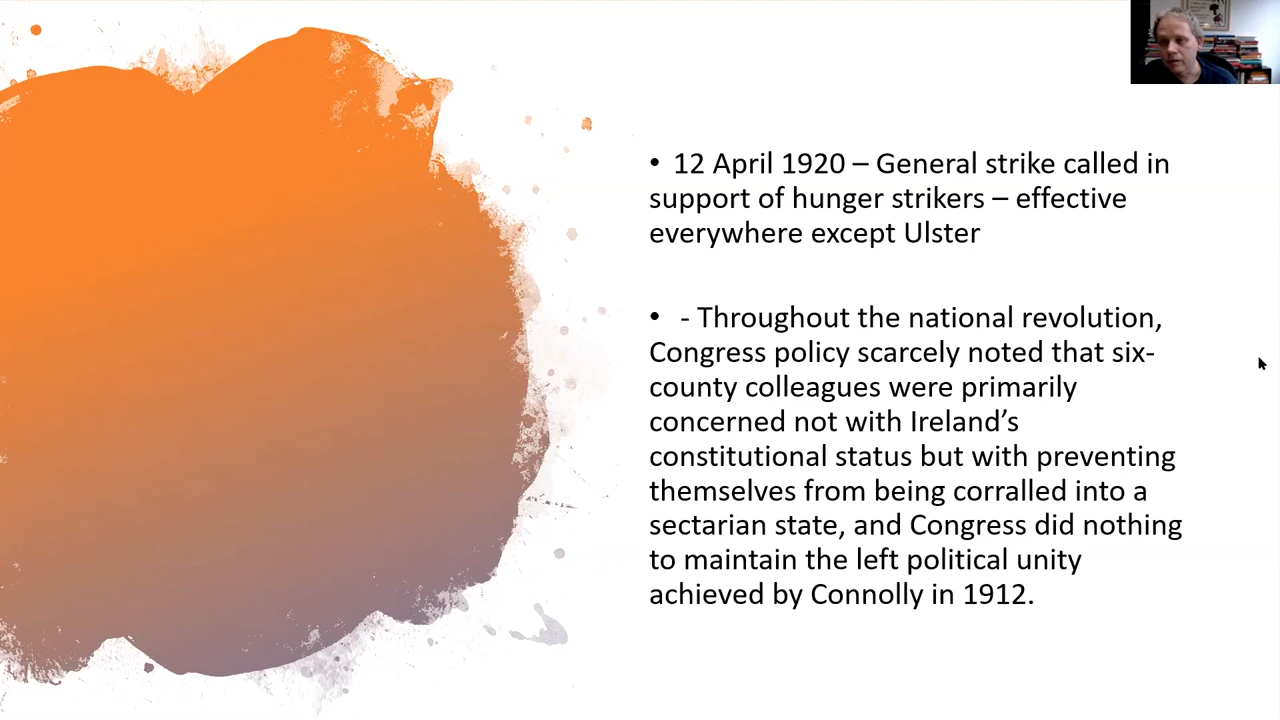 • 12 April 1920 – General strike called in
support of hunger strikers – effective
everywhere except Ulster
• - Throughout the national revolution,
Congress policy scarcely noted that six-
county colleagues were primarily
concerned not with Ireland’s
constitutional status but with preventing
themselves from being corralled into a
sectarian state, and Congress did nothing
to maintain the left political unity
achieved by Connolly in 1912.